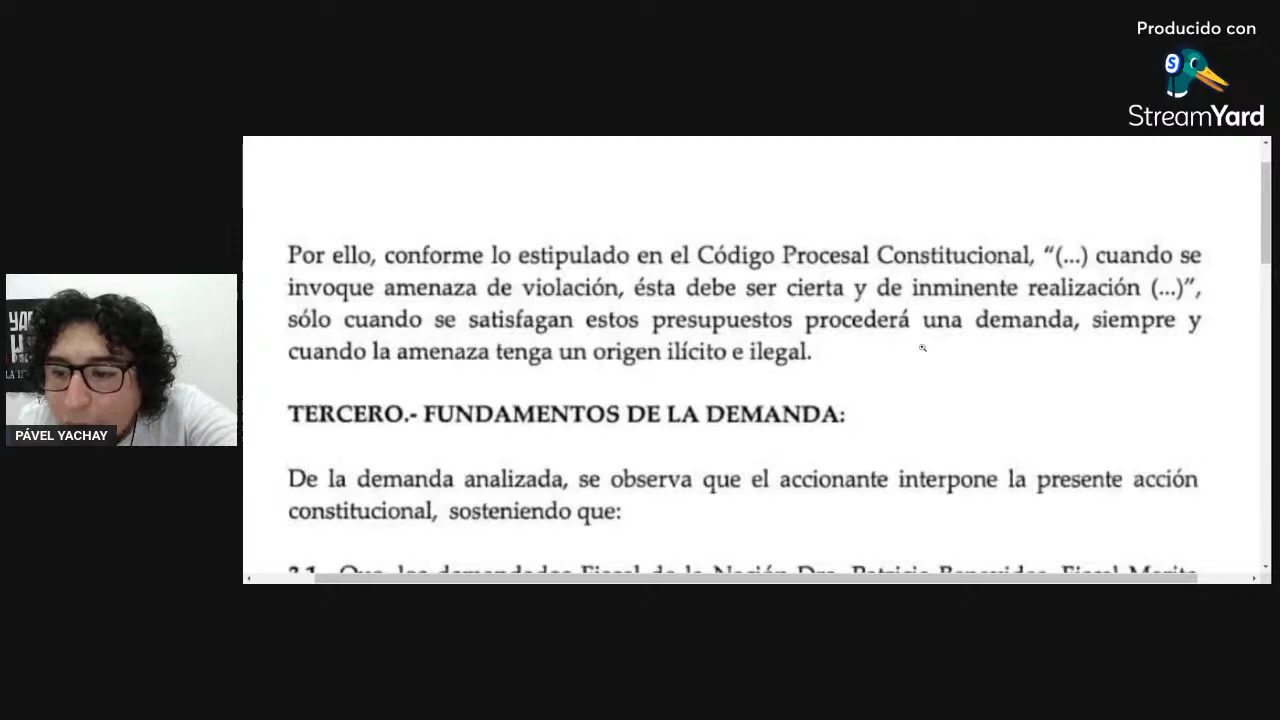 Producido con
StreamYard
Por ello, conforme lo estipulado en el Código Procesal Constitucional, “(...) cuando se
invoque amenaza de violación, ésta debe ser cierta y de inminente realización (...)”,
sólo cuando se satisfagan estos presupuestos procederá una demanda, siempre y
cuando la amenaza tenga un origen ilícito e ilegal.
TERCERO.- FUNDAMENTOS DE LA DEMANDA:
De la demanda analizada, se observa que el accionante interpone la presente acción
constitucional, sosteniendo que:
PÁVEL YACHAY